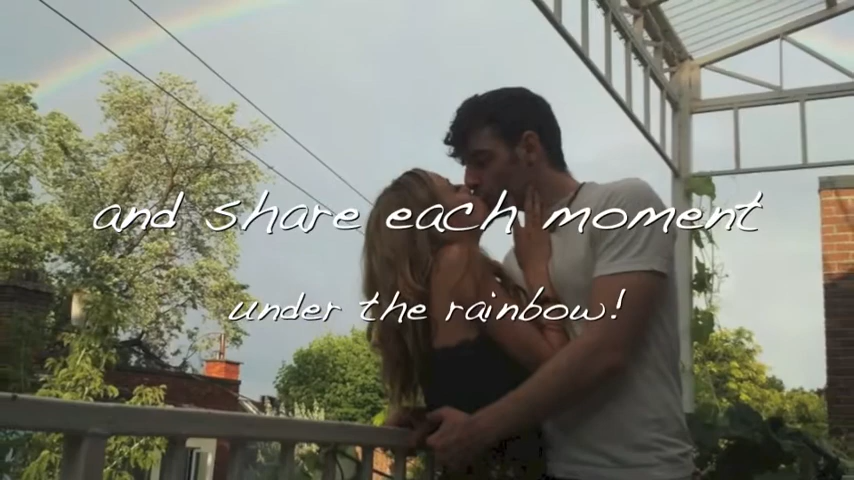 and share each moment
under the rainbow!